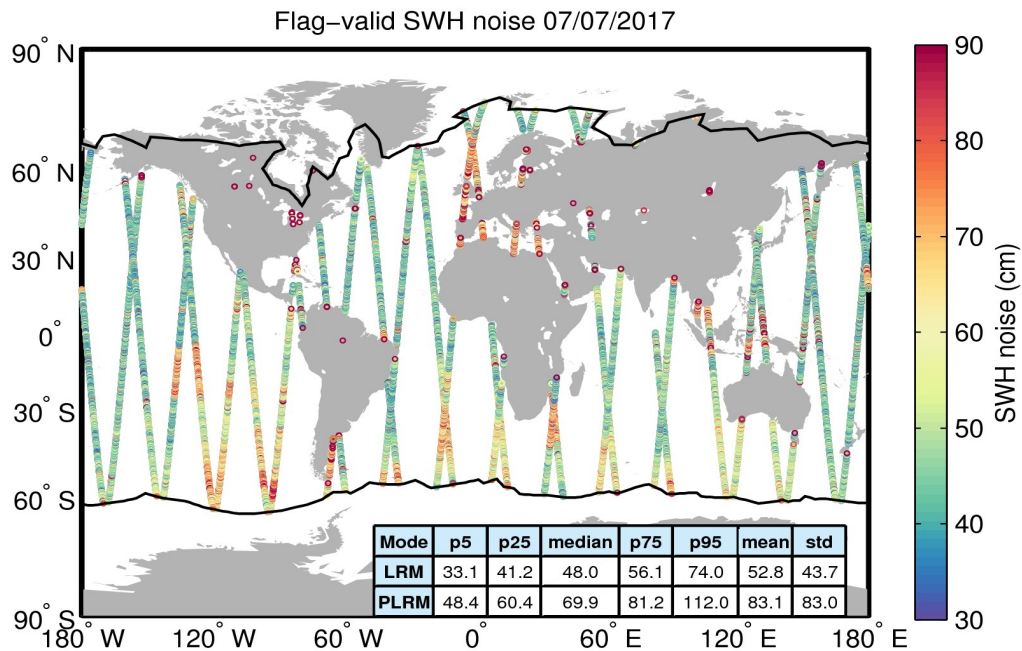 Flag−valid SWH noise 07/07/2017
90° N
60° N
30° N
0°
30° S
60° S
90° S
180° W
120° W
60° W
0°
60° E
120° E
180° E
90
80
70
60
50
40
30
SWH noise (cm)
Mode p5 p25 median p75 p95 mean std
LRM 33.1 41.2 48.0 56.1 74.0 52.8 43.7
PLRM 48.4 60.4 69.9 81.2 112.0 83.1 83.0